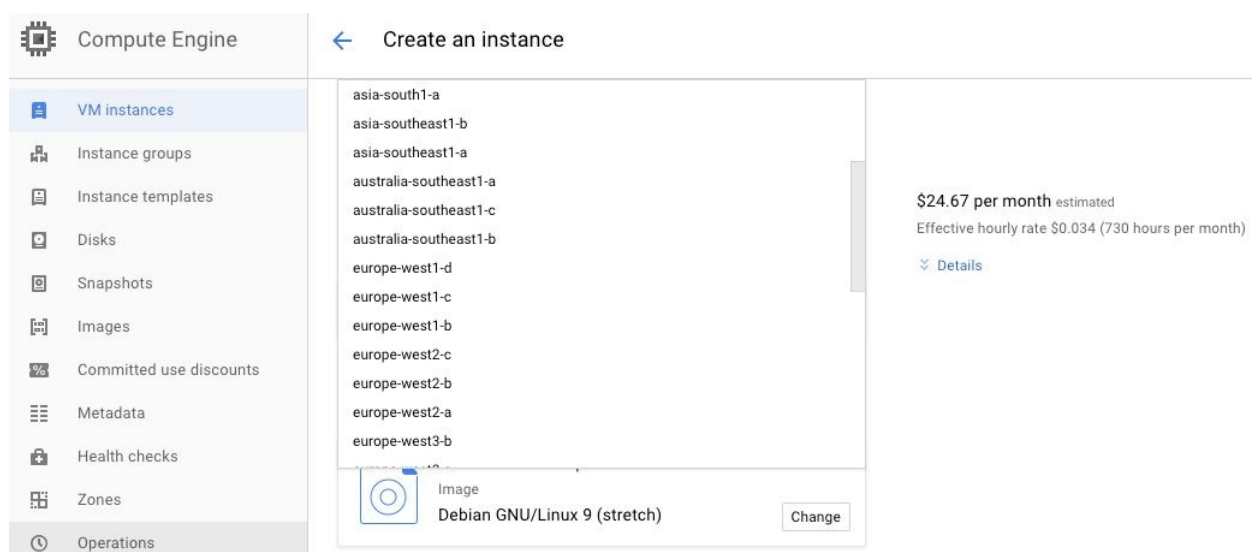 Compute Engine
Create an instance
VM instances
Instance groups
Instance templates
Disks
Snapshots
Images
Committed use discounts
Metadata
Health checks
Zones
Operations
asia-south1-a
asia-southeast1-b
asia-southeast1-a
australia-southeast1-a
australia-southeast1-c
australia-southeast1-b
europe-west1-d
europe-west1-c
europe-west1-b
europe-west2-c
europe-west2-b
europe-west2-a
europe-west3-b
Image
Debian GNU/Linux 9 (stretch)
Change
$24.67 per month estimated
Effective hourly rate $0.034 (730 hours per month)
Details